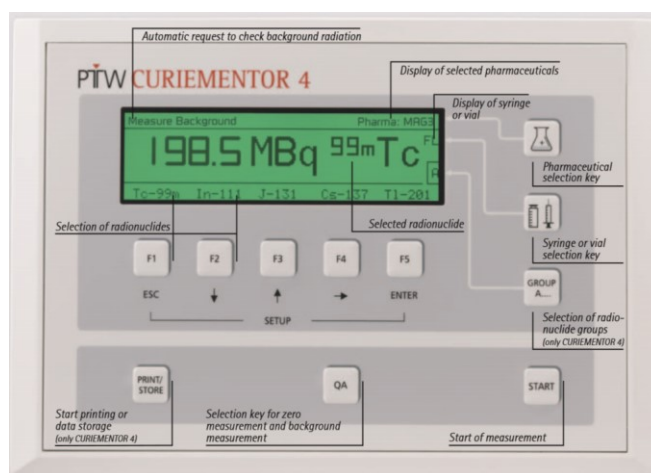 Automatic request to check background radiation
PTW CURIEMENTOR 4
Display of selected pharmaceuticals
Display of syringe
or vial
Measure Background
Pharma: MAG3
198.5 MBq 99mTc
A
Tc-99m In-111 J-131 Cs-137 Tl-201
Pharmaceutical
selection key
Selection of radionuclides
Selected radionuclide
Syringe or vial
selection key
F1 F2 F3 F4 F5
ESC ENTER
SETUP
GROUP
A...
Selection of radio-
nuclide groups
(only CURIEMENTOR 4)
PRINT/
STORE
QA
START
Start printing or
data storage
(only CURIEMENTOR 4)
Selection key for zero
measurement and background
measurement
Start of measurement